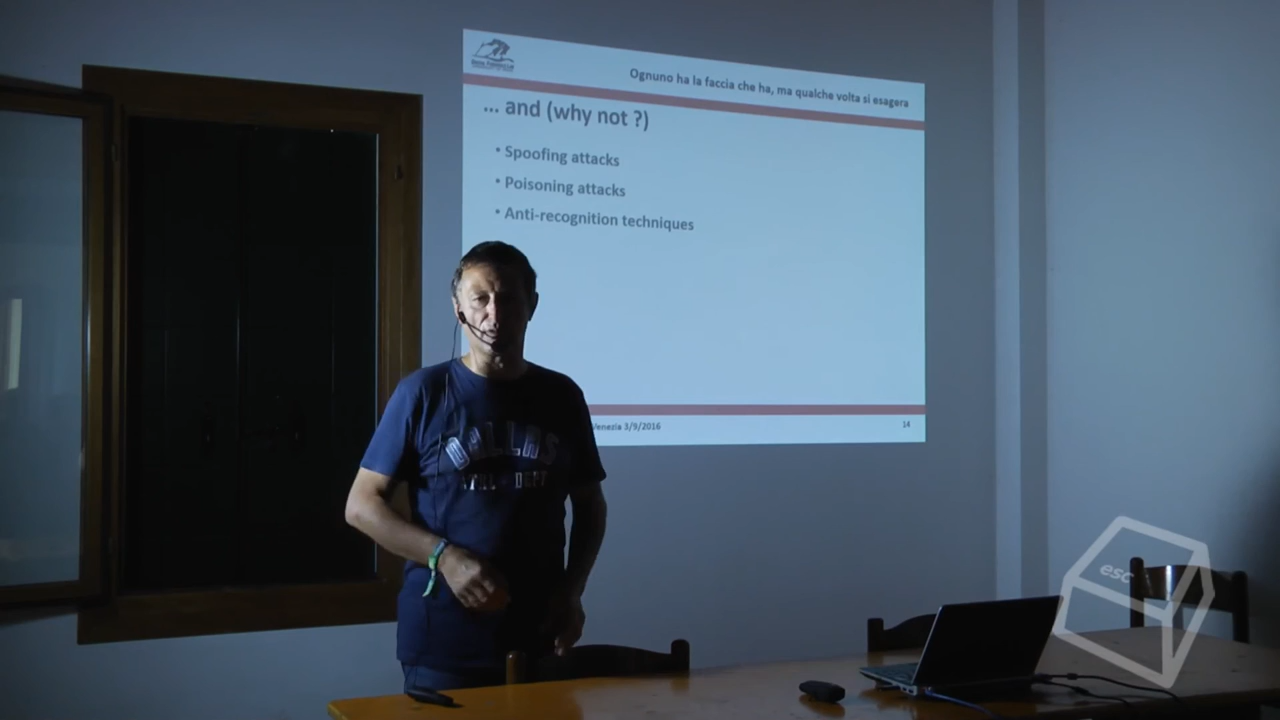 Ognuno ha la faccia che ha, ma qualche volta si esagera
... and (why not ?)
• Spoofing attacks
• Poisoning attacks
• Anti-recognition techniques
Venezia 3/9/2016
14
DALLAS
esc